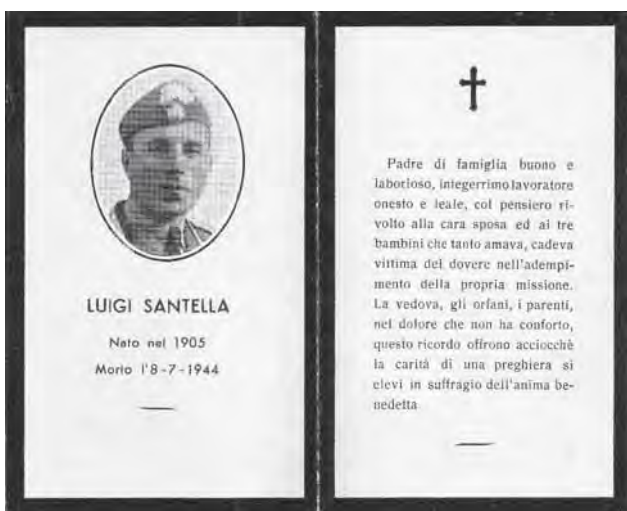 LUIGI SANTELLA
Nato nel 1905
Morto l'8-7-1944
Padre di famiglia buono e
laborioso, integerrimo lavoratore
onesto e leale, col pensiero ri-
volto alla cara sposa ed ai tre
bambini che tanto amava, cadeva
vittima del dovere nell'adempi-
mento della propria missione.
La vedova, gli orfani, i parenti,
nel dolore che non ha conforto,
questo ricordo offrono acciocchè
la carità di una preghiera si
elevi in suffragio dell'anima be-
nedetta